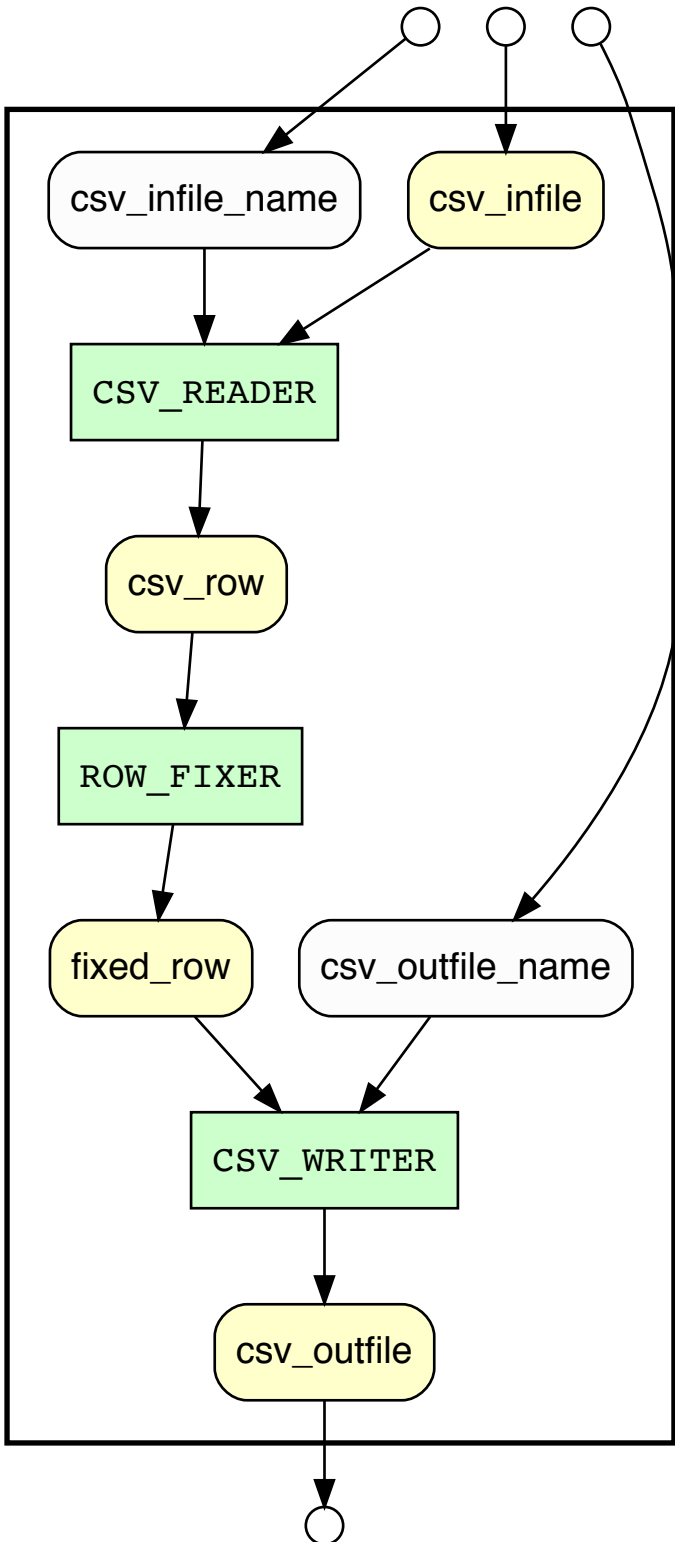 csv_infile_name
csv_infile
CSV_READER
csv_row
ROW_FIXER
fixed_row
csv_outfile_name
CSV_WRITER
csv_outfile